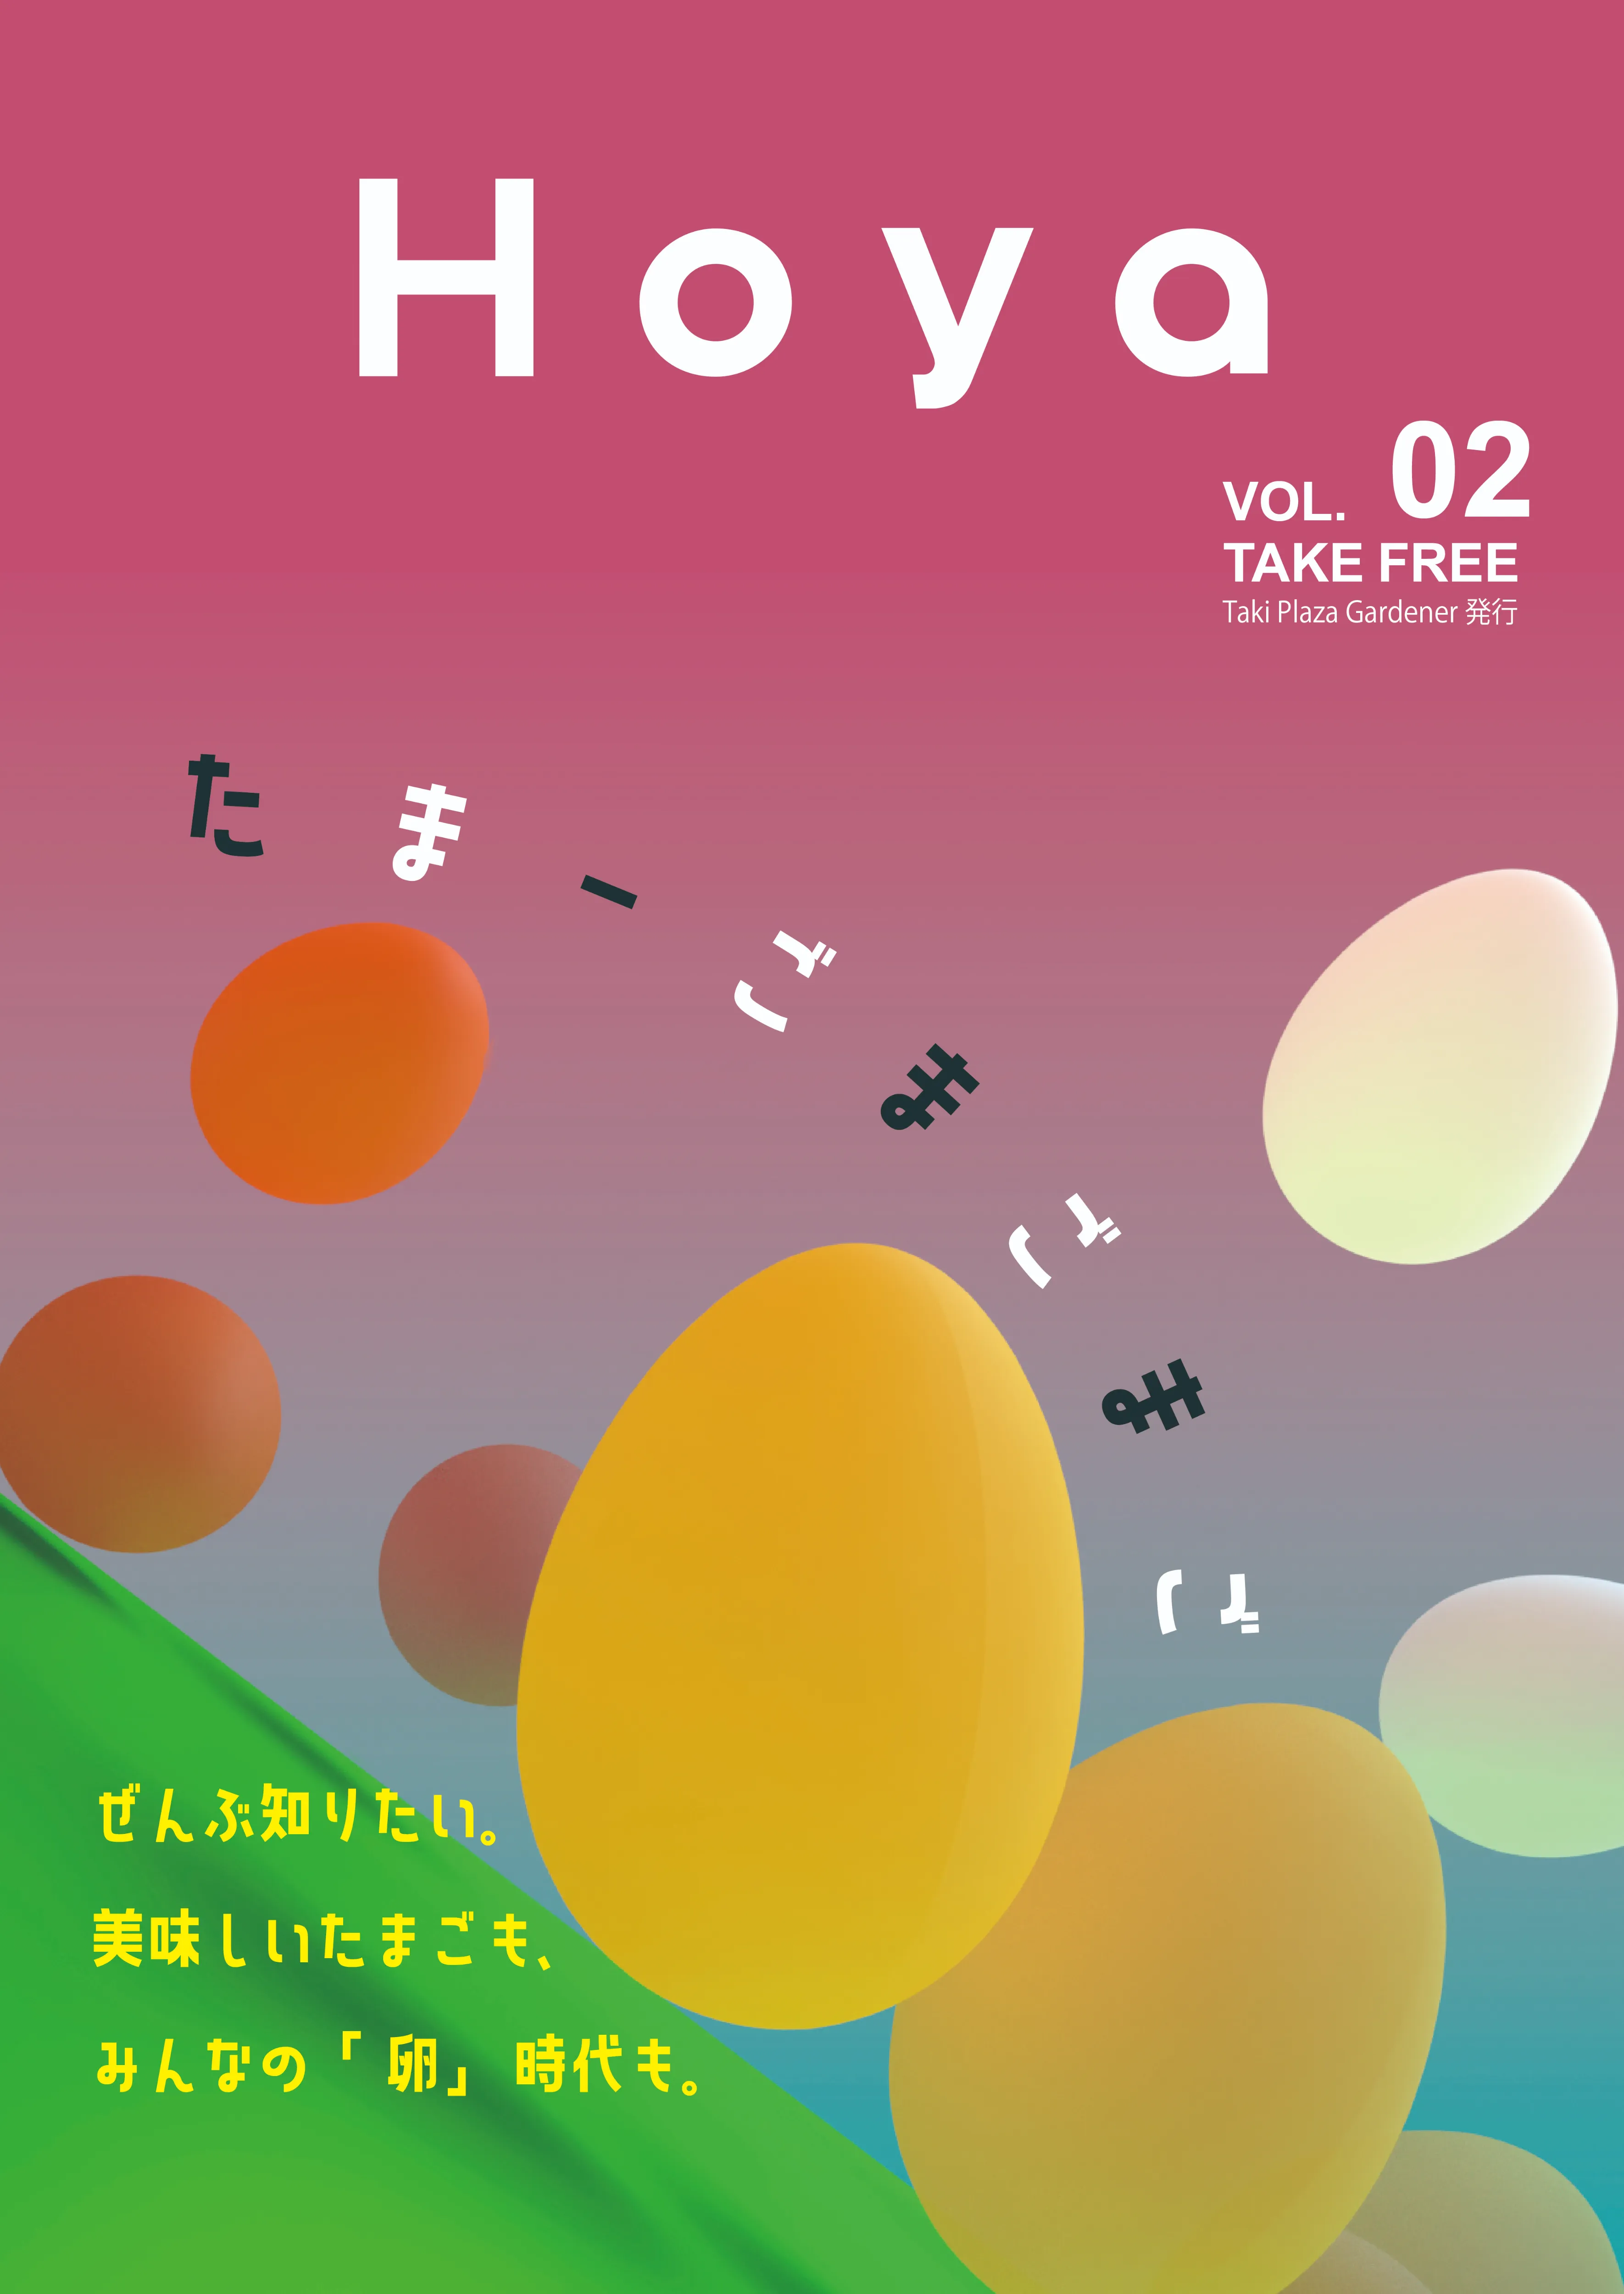 Hoya
VOL. 02
TAKE FREE
Taki Plaza Gardener 発行
たまーごまごまご
ぜんぶ知りたい。
美味しいたまごも、
みんなの「卵」時代も。